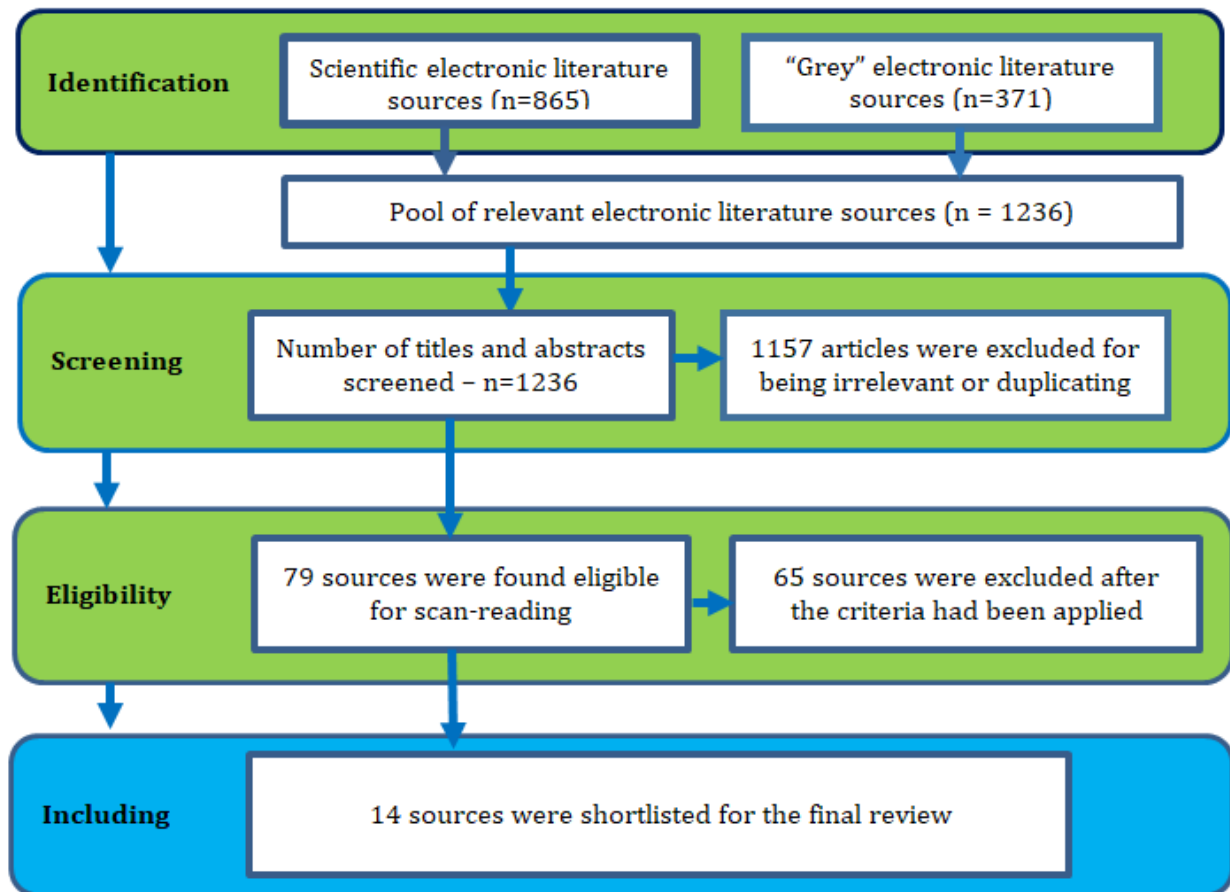 Identification
Scientific electronic literature
sources (n=865)
“Grey” electronic literature
sources (n=371)
Pool of relevant electronic literature sources (n = 1236)
Screening
Number of titles and abstracts
screened – n=1236
1157 articles were excluded for
being irrelevant or duplicating
Eligibility
79 sources were found eligible
for scan-reading
65 sources were excluded after
the criteria had been applied
Including
14 sources were shortlisted for the final review